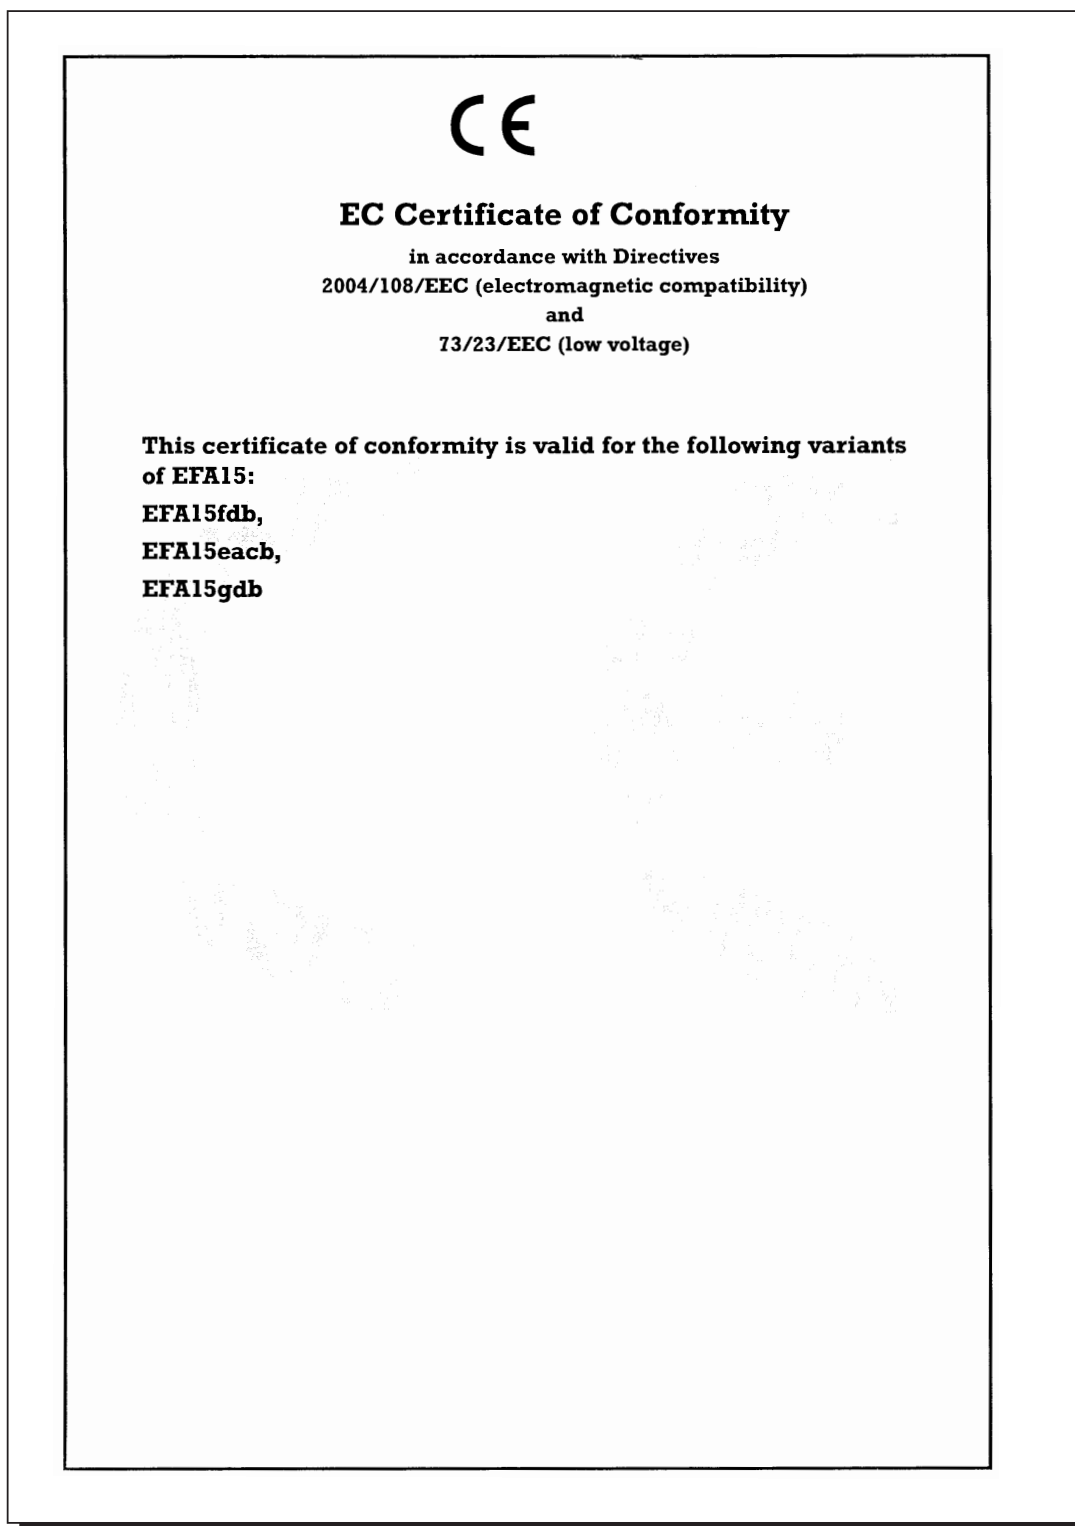 CE
EC Certificate of Conformity
in accordance with Directives
2004/108/EEC (electromagnetic compatibility)
and
73/23/EEC (low voltage)
This certificate of conformity is valid for the following variants
of EFA15:
EFA15fdb,
EFA15eacb,
EFA15gdb